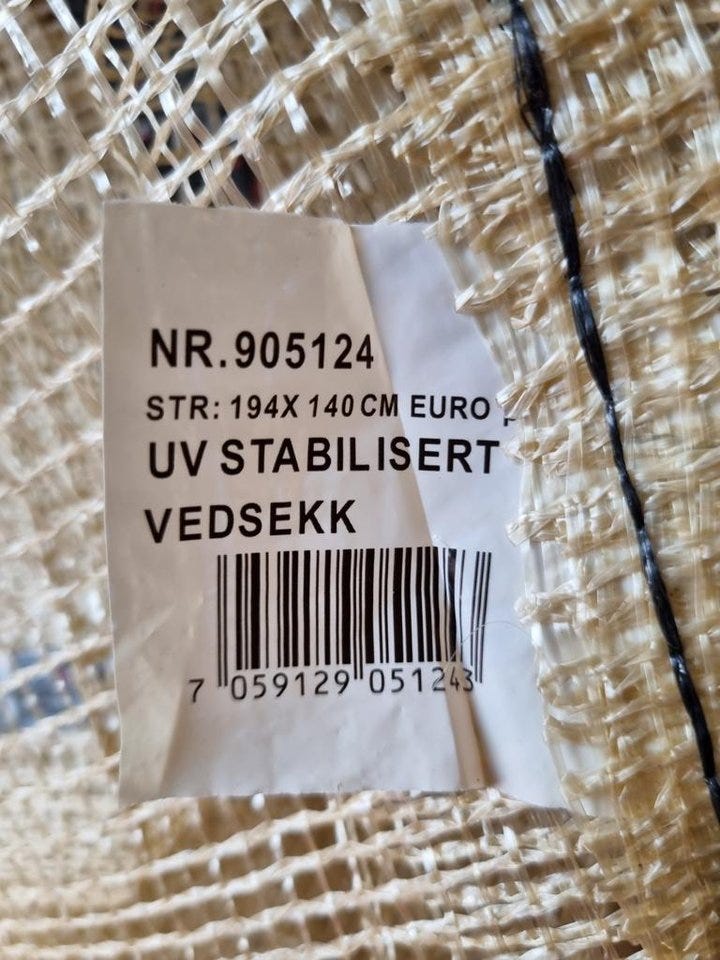 NR.905124
STR: 194X 140 CM EURO
UV STABILISERT
VEDSEKK
7 059129 051243